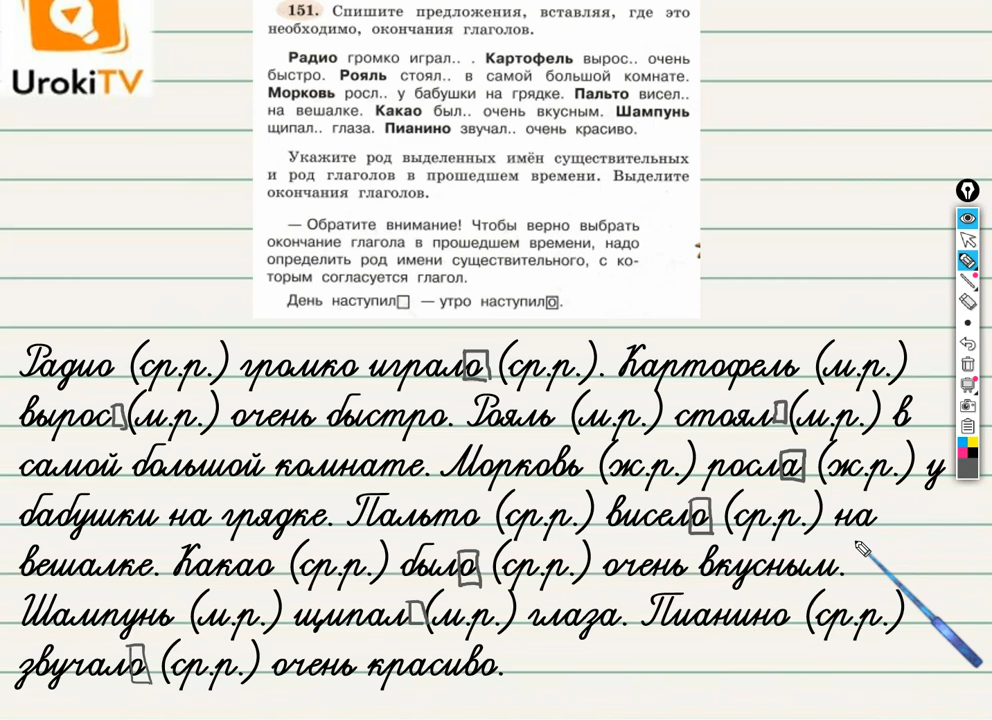 UrokiTV
151. Спишите предложения, вставляя, где это
необходимо, окончания глаголов.
Радио громко играл.. . Картофель вырос.. очень
быстро. Рояль стоял.. в самой большой комнате.
Морковь росл.. у бабушки на грядке. Пальто висел..
на вешалке. Какао был.. очень вкусным. Шампунь
щипал.. глаза. Пианино звучал.. очень красиво.
Укажите род выделенных имён существительных
и род глаголов в прошедшем времени. Выделите
окончания глаголов.
— Обратите внимание! Чтобы верно выбрать
окончание глагола в прошедшем времени, надо
определить род имени существительного, с ко-
торым согласуется глагол.
День наступил□ — утро наступило.
Радио (ср.р.) громко играло (ср.р.). Картофель (м.р.)
вырос□ (м.р.) очень быстро. Рояль (м.р.) стоял□ (м.р.) в
самой большой комнате. Морковь (ж.р.) росла (ж.р.) у
бабушки на грядке. Пальто (ср.р.) висело (ср.р.) на
вешалке. Какао (ср.р.) было (ср.р.) очень вкусным.
Шампунь (м.р.) щипал□ (м.р.) глаза. Пианино (ср.р.)
звучало (ср.р.) очень красиво.